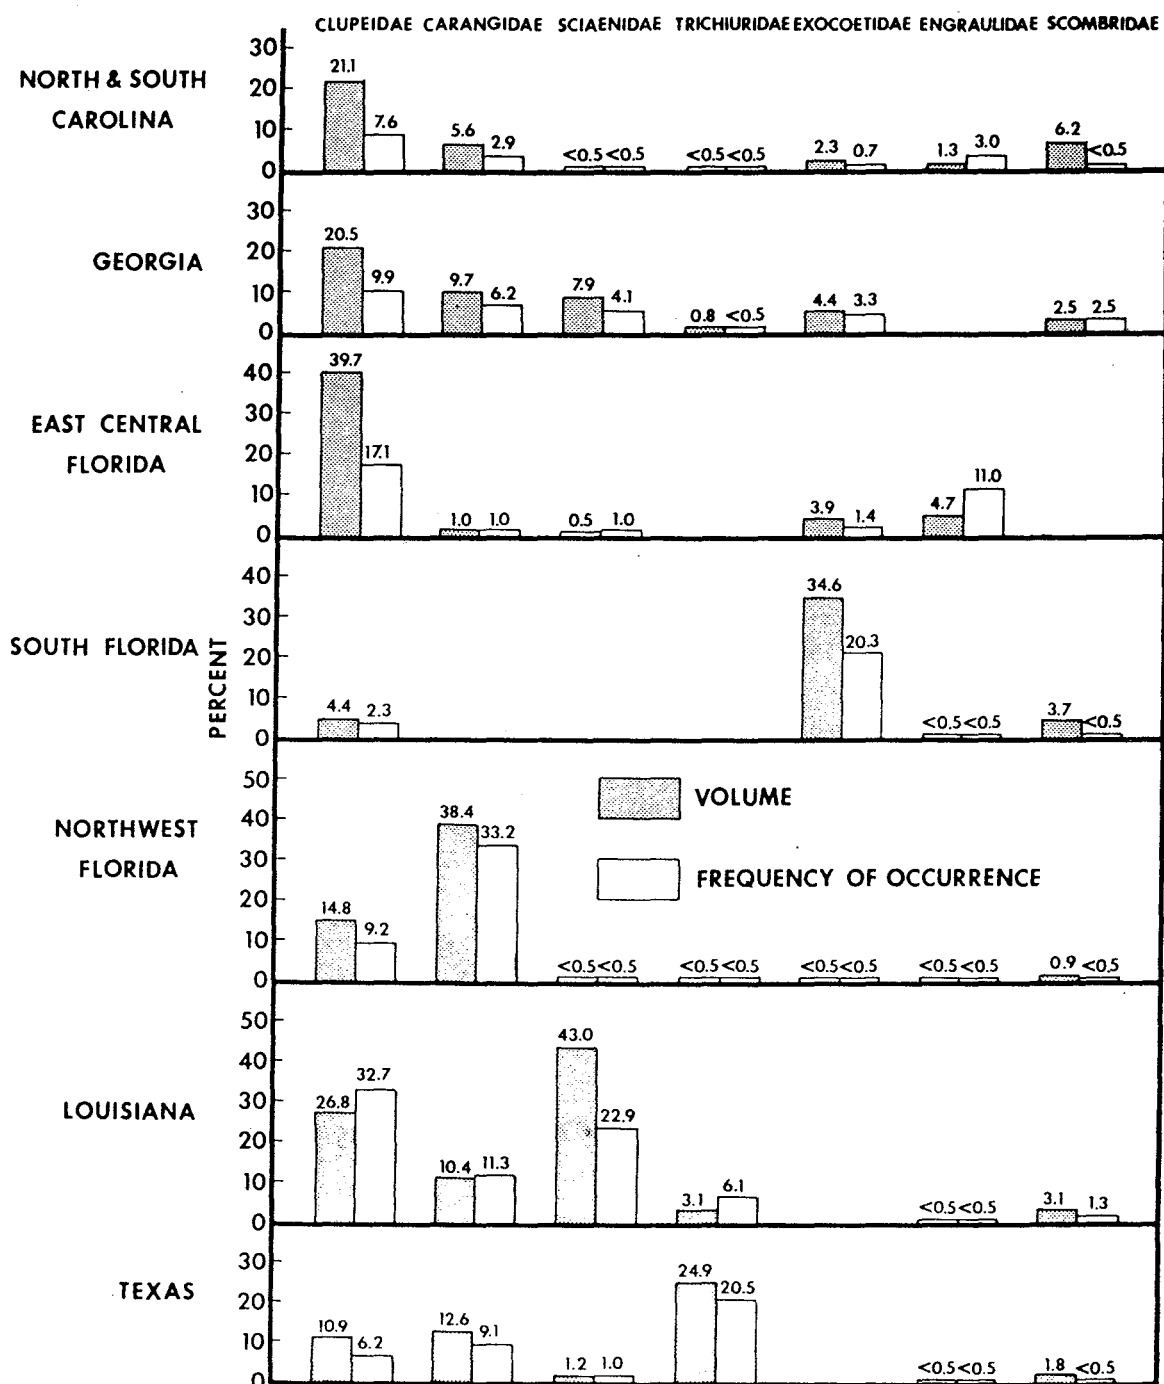 CLUPEIDAE CARANGIDAE SCIAENIDAE TRICHIURIDAE EXOCOETIDAE ENGRAULIDAE SCOMBRIDAE
NORTH & SOUTH
CAROLINA
30
20
10
0
21.1 7.6 5.6 2.9 <0.5 <0.5 <0.5 <0.5 2.3 0.7 1.3 3.0 6.2 <0.5
GEORGIA
30
20
10
0
20.5 9.9 9.7 6.2 7.9 4.1 0.8 <0.5 4.4 3.3 2.5 2.5
EAST CENTRAL
FLORIDA
40
30
20
10
0
39.7 17.1 1.0 1.0 0.5 1.0 3.9 1.4 4.7 11.0
SOUTH FLORIDA
PERCENT
40
30
20
10
0
4.4 2.3 34.6 20.3 <0.5 <0.5 3.7 <0.5
NORTHWEST
FLORIDA
50
40
30
20
10
0
14.8 9.2 38.4 33.2 <0.5 <0.5 <0.5 <0.5 <0.5 <0.5 <0.5 <0.5 0.9 <0.5
VOLUME
FREQUENCY OF OCCURRENCE
LOUISIANA
50
40
30
20
10
0
26.8 32.7 10.4 11.3 43.0 22.9 3.1 6.1 <0.5 <0.5 3.1 1.3
TEXAS
30
20
10
0
10.9 6.2 12.6 9.1 1.2 1.0 24.9 20.5 <0.5 <0.5 1.8 <0.5